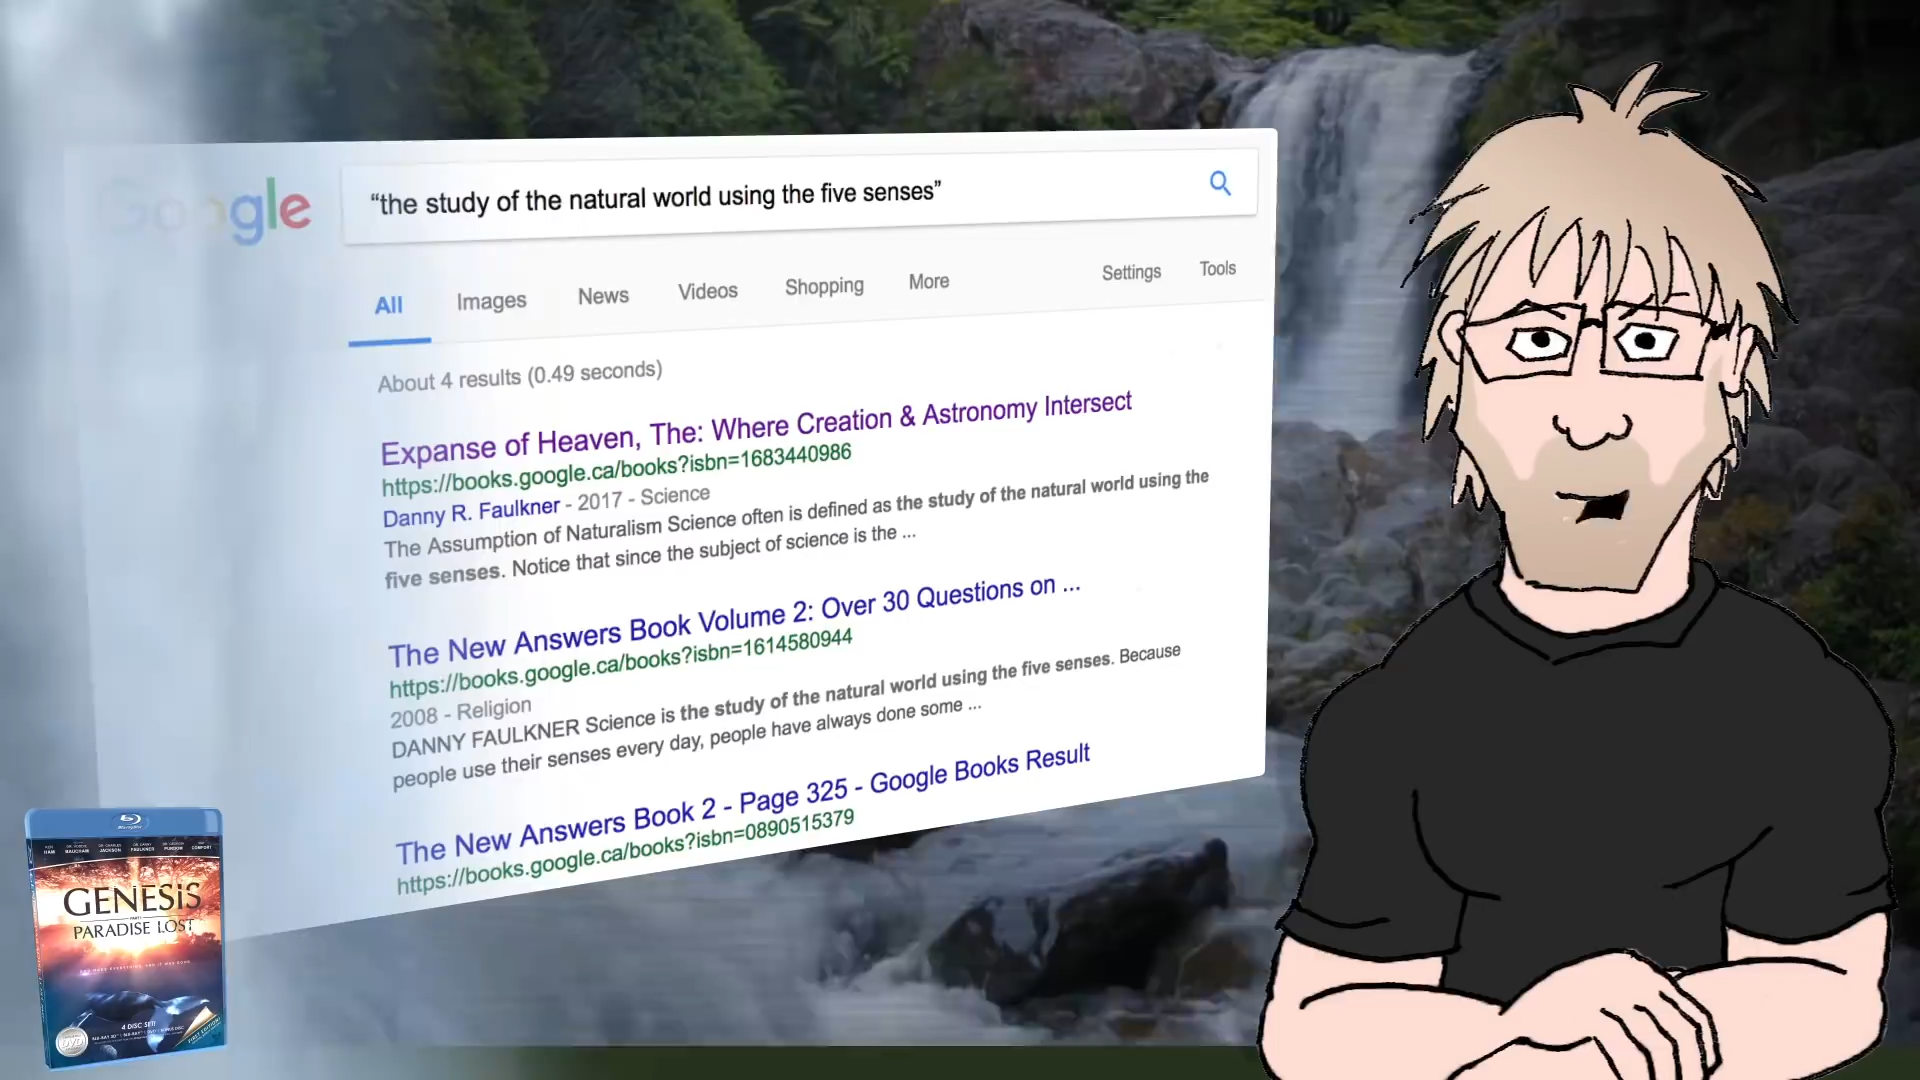 Google
“the study of the natural world using the five senses”
All Images News Videos Shopping More Settings Tools
About 4 results (0.49 seconds)
Expanse of Heaven, The: Where Creation & Astronomy Intersect
https://books.google.ca/books?isbn=1683440986
Danny R. Faulkner - 2017 - Science
The Assumption of Naturalism Science often is defined as the study of the natural world using the
five senses. Notice that since the subject of science is the ...
The New Answers Book Volume 2: Over 30 Questions on ...
https://books.google.ca/books?isbn=1614580944
2008 - Religion
DANNY FAULKNER Science is the study of the natural world using the five senses. Because
people use their senses every day, people have always done some ...
The New Answers Book 2 - Page 325 - Google Books Result
https://books.google.ca/books?isbn=0890515379
GENESiS
PARADISE LOST
4 DISC SET!
DVD